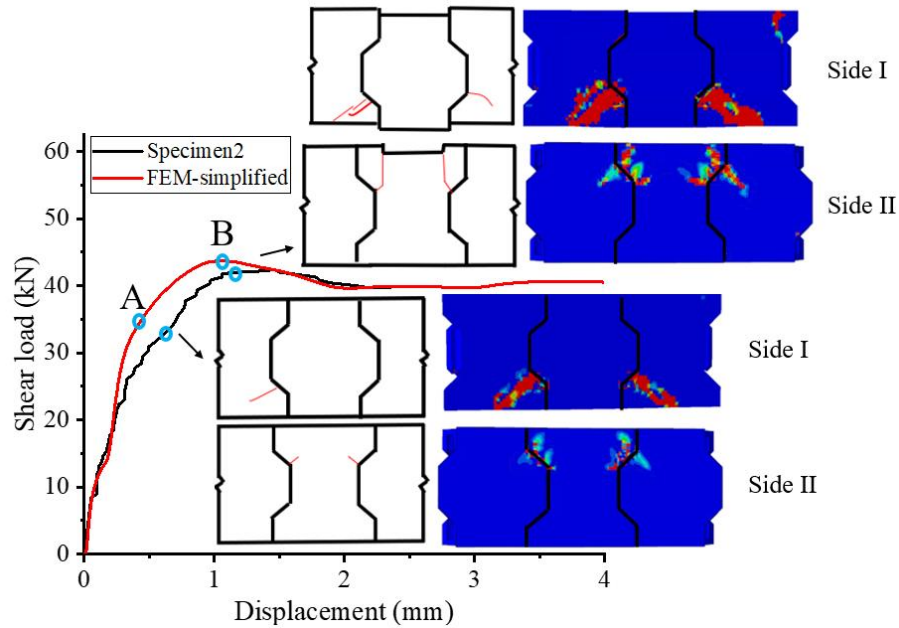 Side I
60
Specimen2
FEM-simplified
Side II
50
B
40
A
Side I
30
20
Side II
10
0
Shear load (kN)
0 1 2 3 4
Displacement (mm)